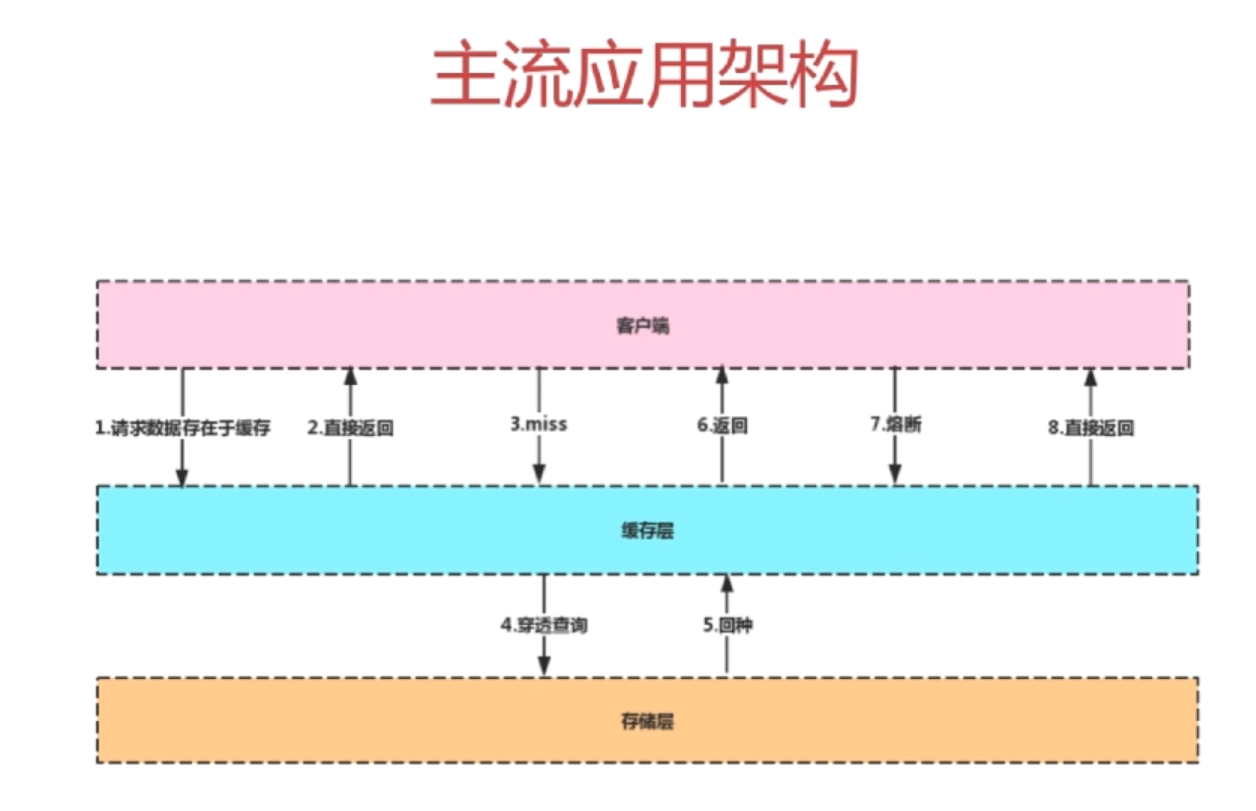 主流应用架构
客户端
1.请求数据存在于缓存
2.直接返回
3.miss
6.返回
7.熔断
8.直接返回
缓存层
4.穿透查询
5.回种
存储层